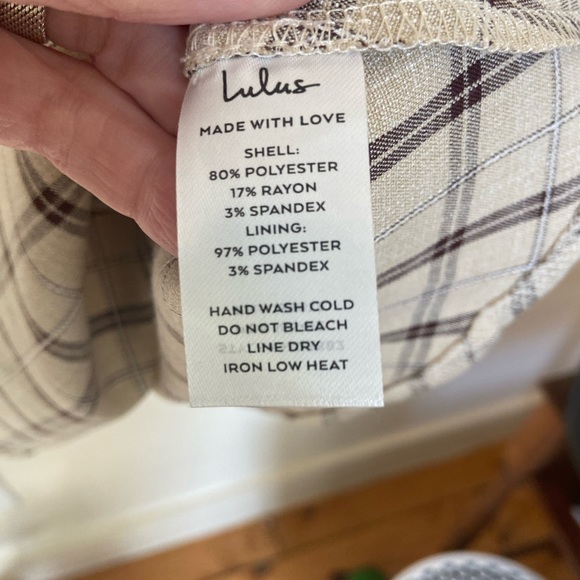 Lulus
MADE WITH LOVE
SHELL:
80% POLYESTER
17% RAYON
3% SPANDEX
LINING:
97% POLYESTER
3% SPANDEX
HAND WASH COLD
DO NOT BLEACH
LINE DRY
IRON LOW HEAT